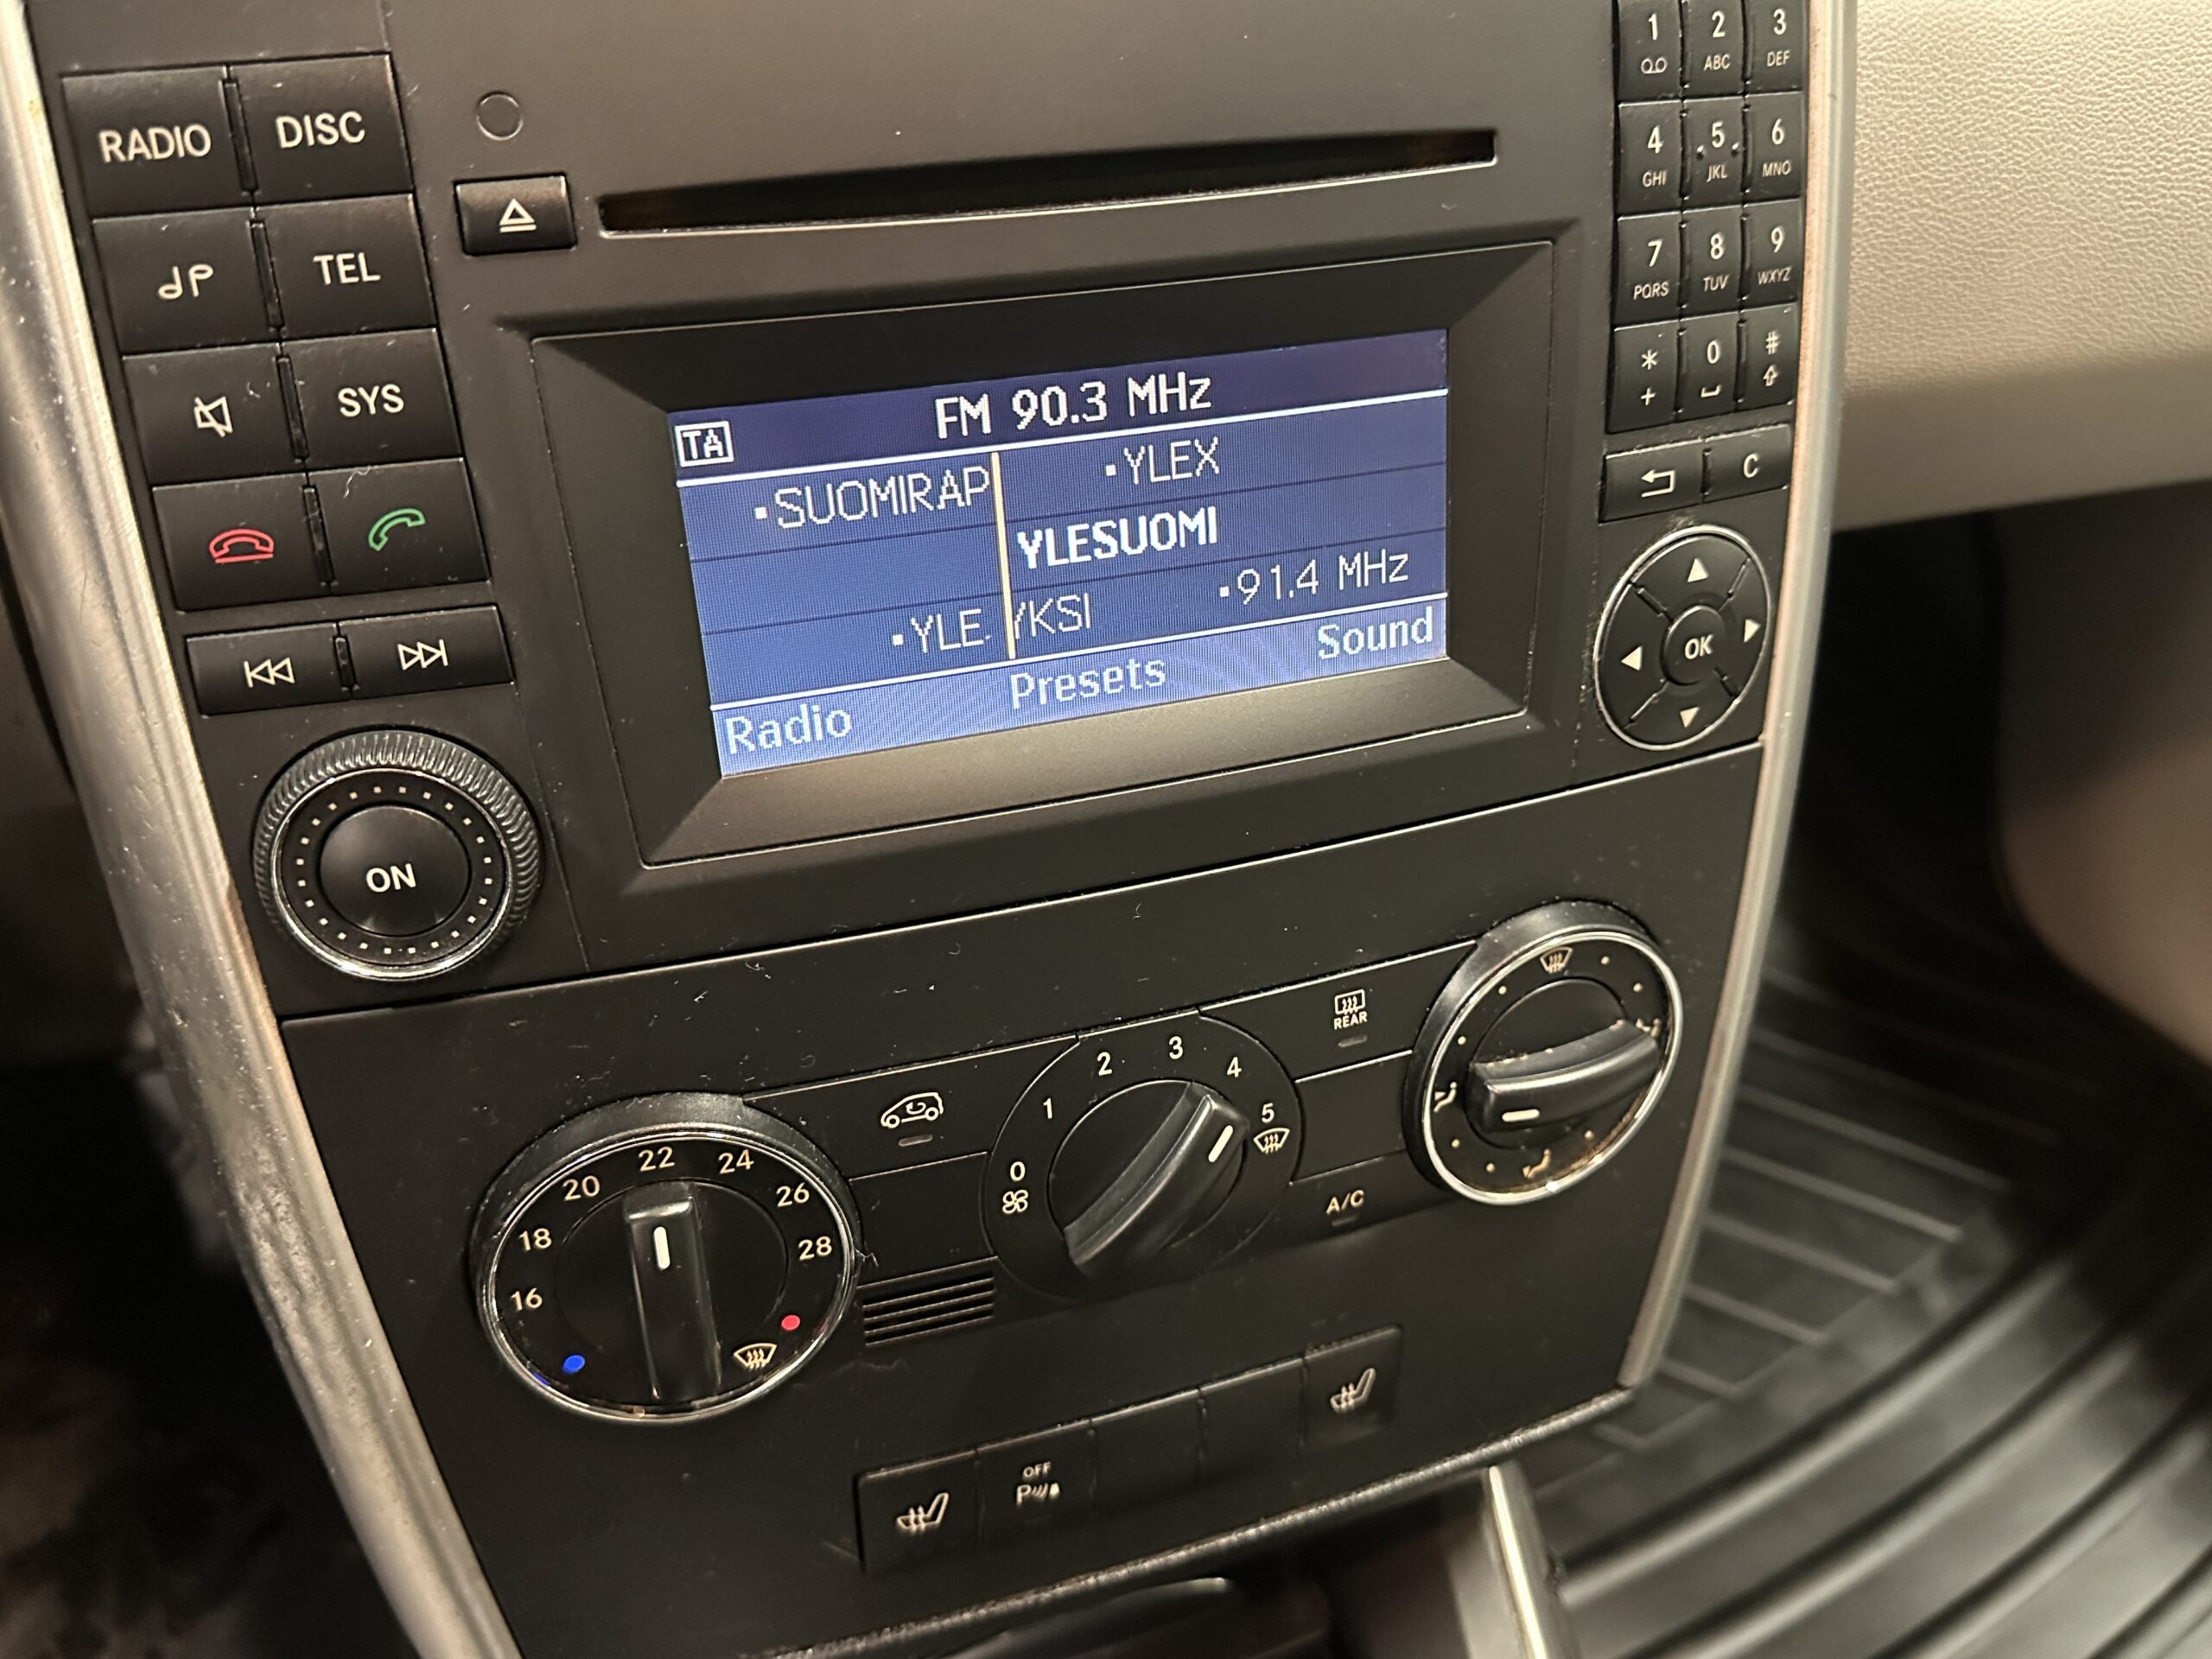 RADIO DISC
TEL
SYS
ON
1 2 ABC 3 DEF
4 GHI 5 JKL 6 MNO
7 PQRS 8 TUV 9 WXYZ
* + 0 #
C
OK
FM 90.3 MHz
TA
SUOMIRAP YLEX
YLESUOMI
91.4 MHz
YLE YKSI
Radio Presets Sound
16 18 20 22 24 26 28
0 1 2 3 4 5
REAR
A/C
OFF
P